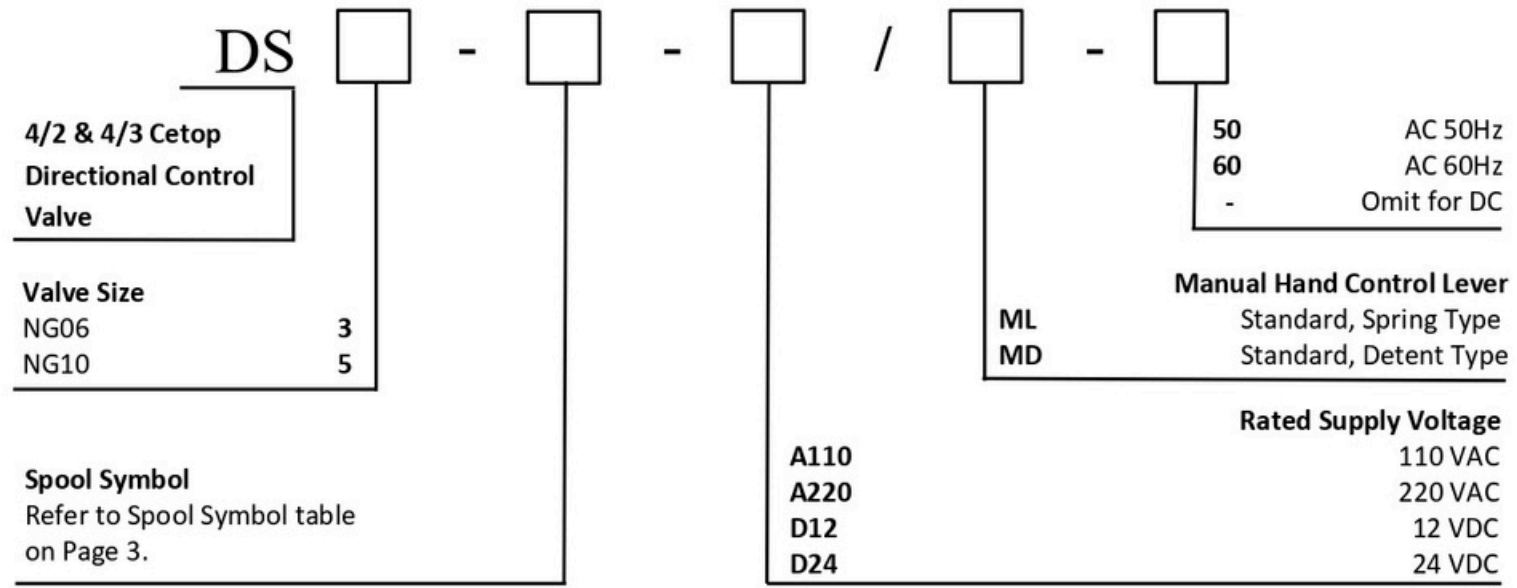 DS - - / -
4/2 & 4/3 Cetop
Directional Control
Valve
50 AC 50Hz
60 AC 60Hz
- Omit for DC
Valve Size
NG06 3
NG10 5
Manual Hand Control Lever
ML Standard, Spring Type
MD Standard, Detent Type
Spool Symbol
Refer to Spool Symbol table
on Page 3.
Rated Supply Voltage
A110 110 VAC
A220 220 VAC
D12 12 VDC
D24 24 VDC